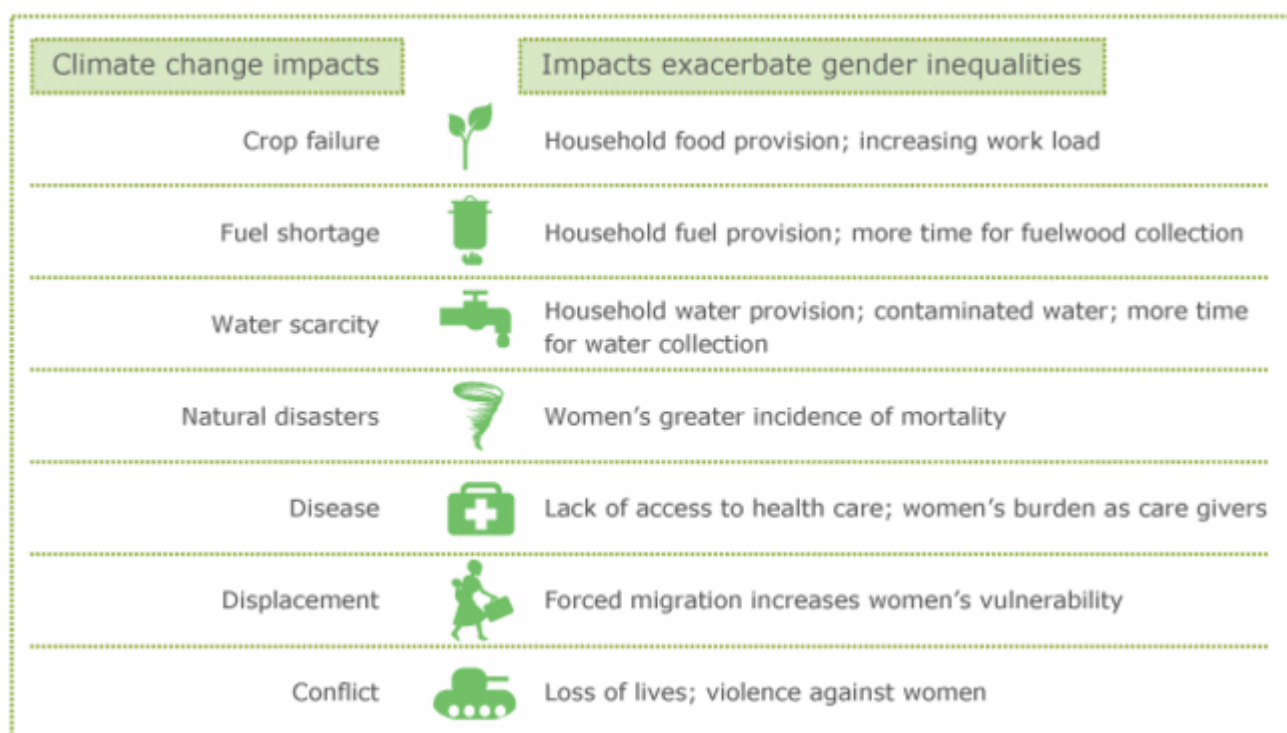 Climate change impacts
Impacts exacerbate gender inequalities
Crop failure
Household food provision; increasing work load
Fuel shortage
Household fuel provision; more time for fuelwood collection
Water scarcity
Household water provision; contaminated water; more time
for water collection
Natural disasters
Women’s greater incidence of mortality
Disease
Lack of access to health care; women’s burden as care givers
Displacement
Forced migration increases women’s vulnerability
Conflict
Loss of lives; violence against women